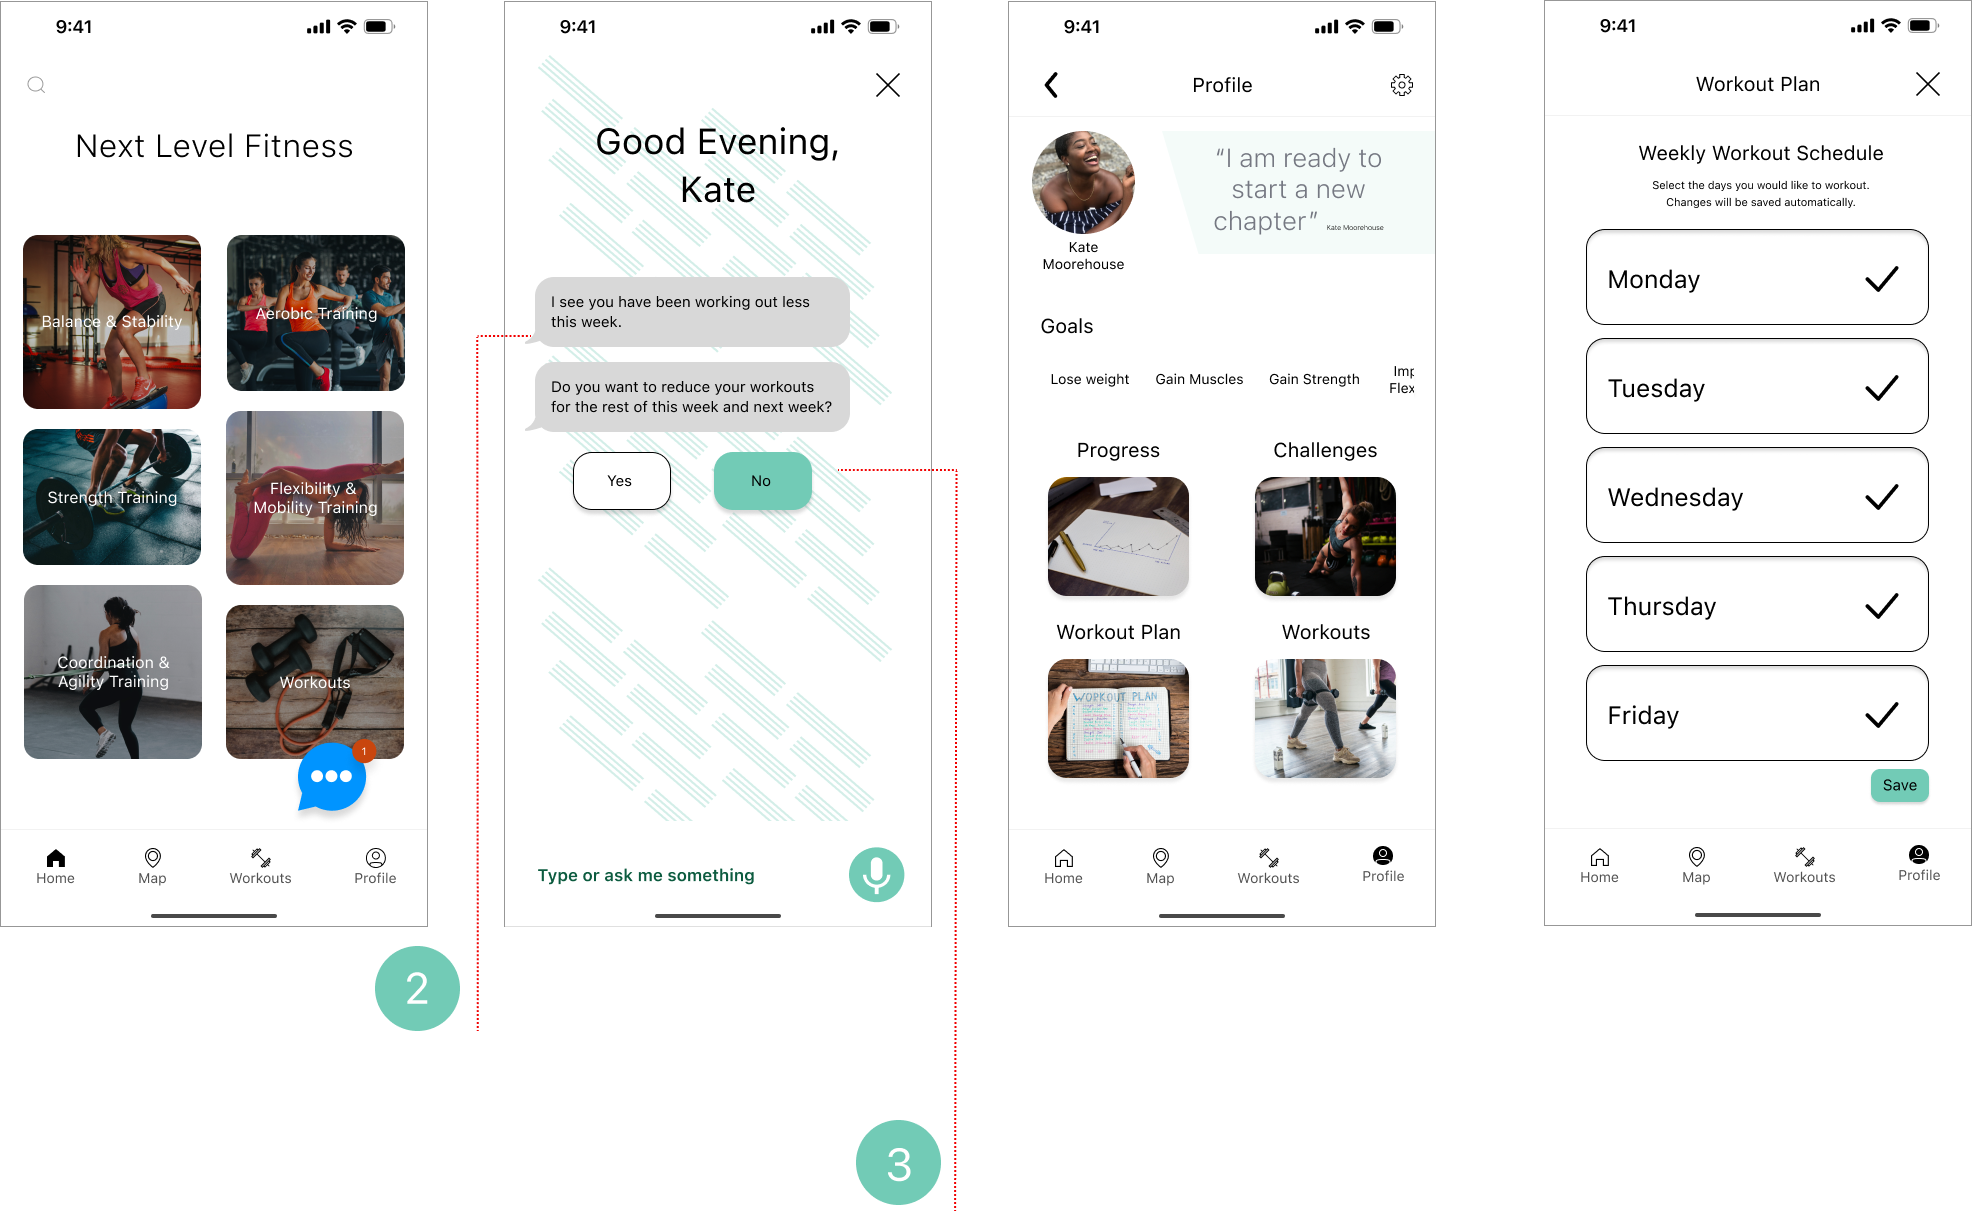 9:41
Next Level Fitness
Balance & Stability
Aerobic Training
Strength Training
Flexibility &
Mobility Training
Coordination &
Agility Training
Workouts
1
Home
Map
Workouts
Profile
2
9:41
Good Evening,
Kate
I see you have been working out less
this week.
Do you want to reduce your workouts
for the rest of this week and next week?
Yes
No
Type or ask me something
3
9:41
Profile
“I am ready to
start a new
chapter” Kate Moorehouse
Kate
Moorehouse
Goals
Lose weight
Gain Muscles
Gain Strength
Imp
Flex
Progress
Challenges
Workout Plan
Workouts
WORKOUT PLAN
Home
Map
Workouts
Profile
9:41
Workout Plan
Weekly Workout Schedule
Select the days you would like to workout.
Changes will be saved automatically.
Monday
Tuesday
Wednesday
Thursday
Friday
Save
Home
Map
Workouts
Profile